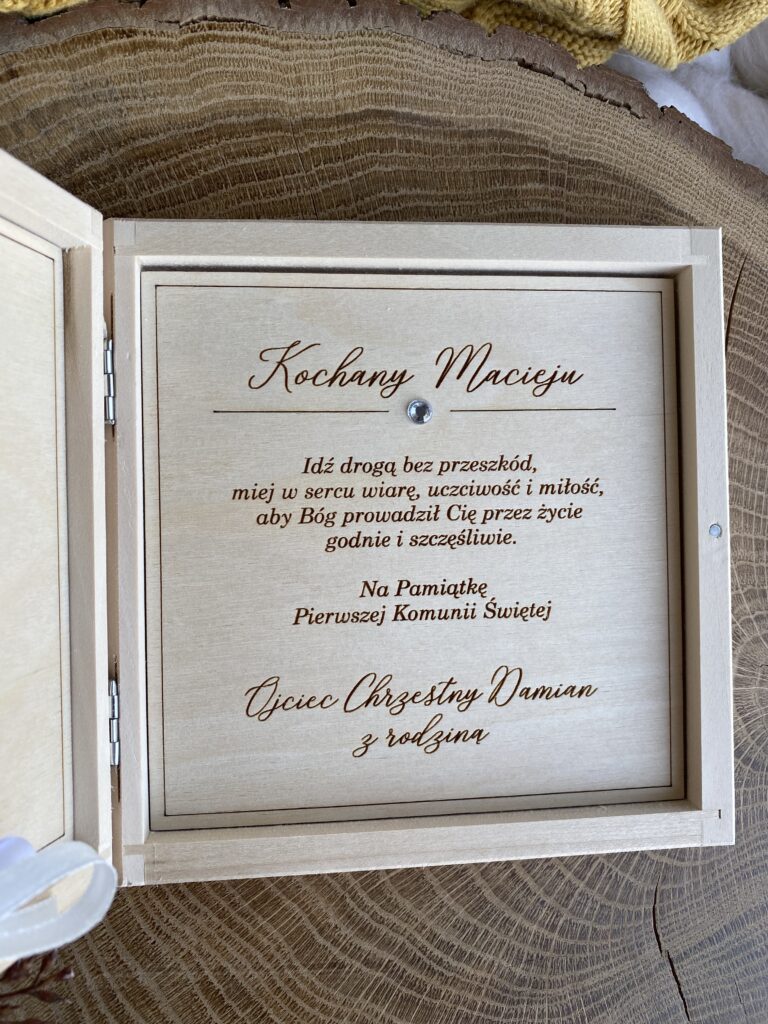 Kochany Macieju
Idź drogą bez przeszkód,
miej w sercu wiarę, uczciwość i miłość,
aby Bóg prowadził Cię przez życie
godnie i szczęśliwie.
Na Pamiątkę
Pierwszej Komunii Świętej
Ojciec Chrzestny Damian
z rodziną